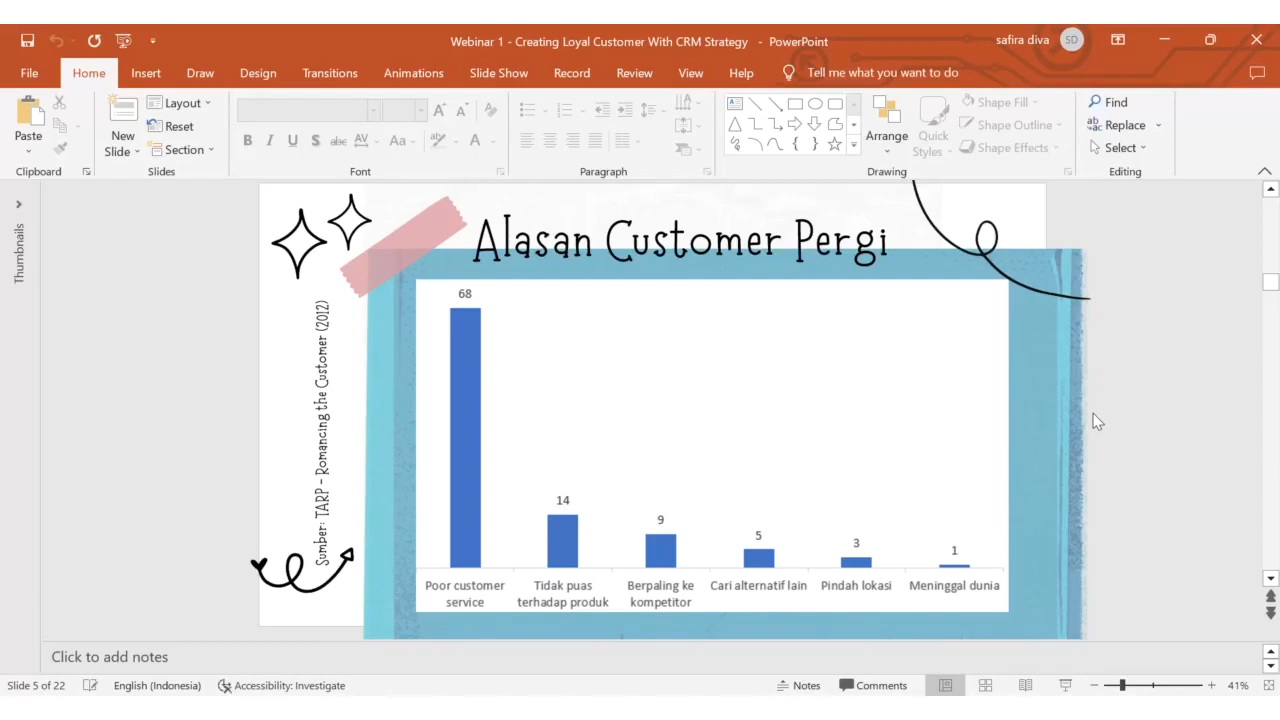 Webinar 1 - Creating Loyal Customer With CRM Strategy - PowerPoint
safira diva
SD
File
Home
Insert
Draw
Design
Transitions
Animations
Slide Show
Record
Review
View
Help
Tell me what you want to do
Paste
Cut
New
Slide
Layout
Reset
Section
Arrange
Quick
Styles
Shape Fill
Shape Outline
Shape Effects
Find
Replace
Select
Clipboard
Slides
Font
Paragraph
Drawing
Editing
Thumbnails
Alasan Customer Pergi
Sumber: TARP - Romancing the Customer (2012)
68
14
9
5
3
1
Poor customer
service
Tidak puas
terhadap produk
Berpaling ke
kompetitor
Cari alternatif lain
Pindah lokasi
Meninggal dunia
Click to add notes
Slide 5 of 22
English (Indonesia)
Accessibility: Investigate
Notes
Comments
41%